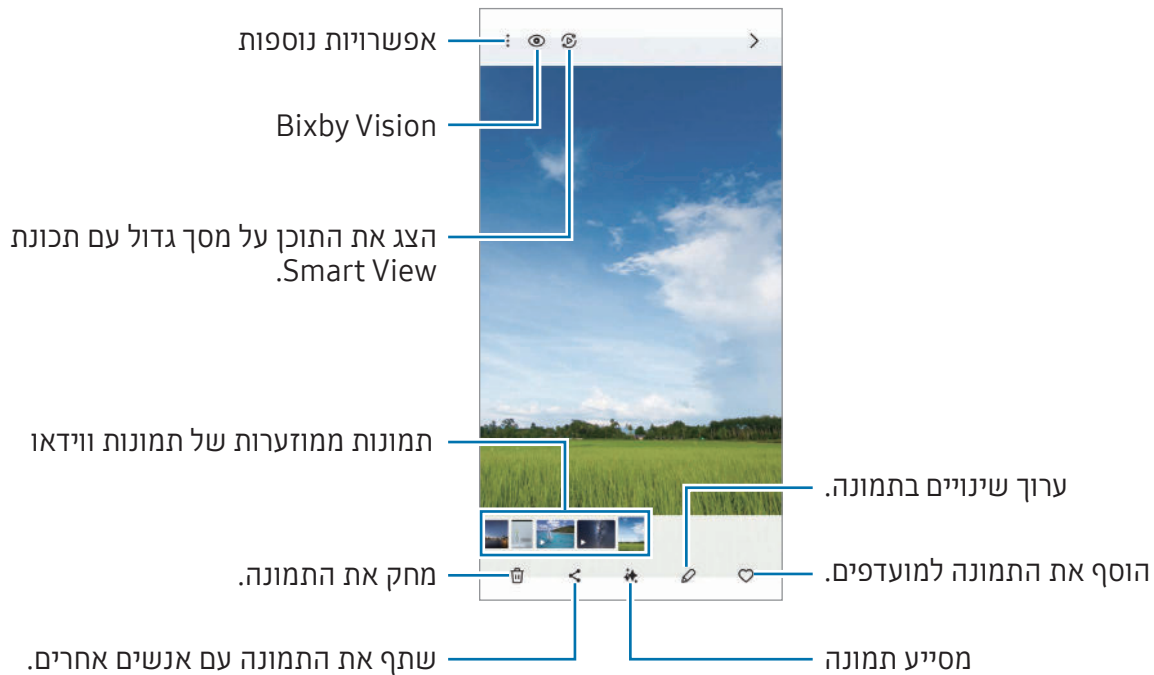 אפשרויות נוספות
Bixby Vision
הצג את התוכן על מסך גדול עם תכונת
Smart View.
תמונות ממוזערות של תמונות ווידאו
ערוך שינויים בתמונה.
מחק את התמונה.
הוסף את התמונה למועדפים.
שתף את התמונה עם אנשים אחרים.
מסייע תמונה